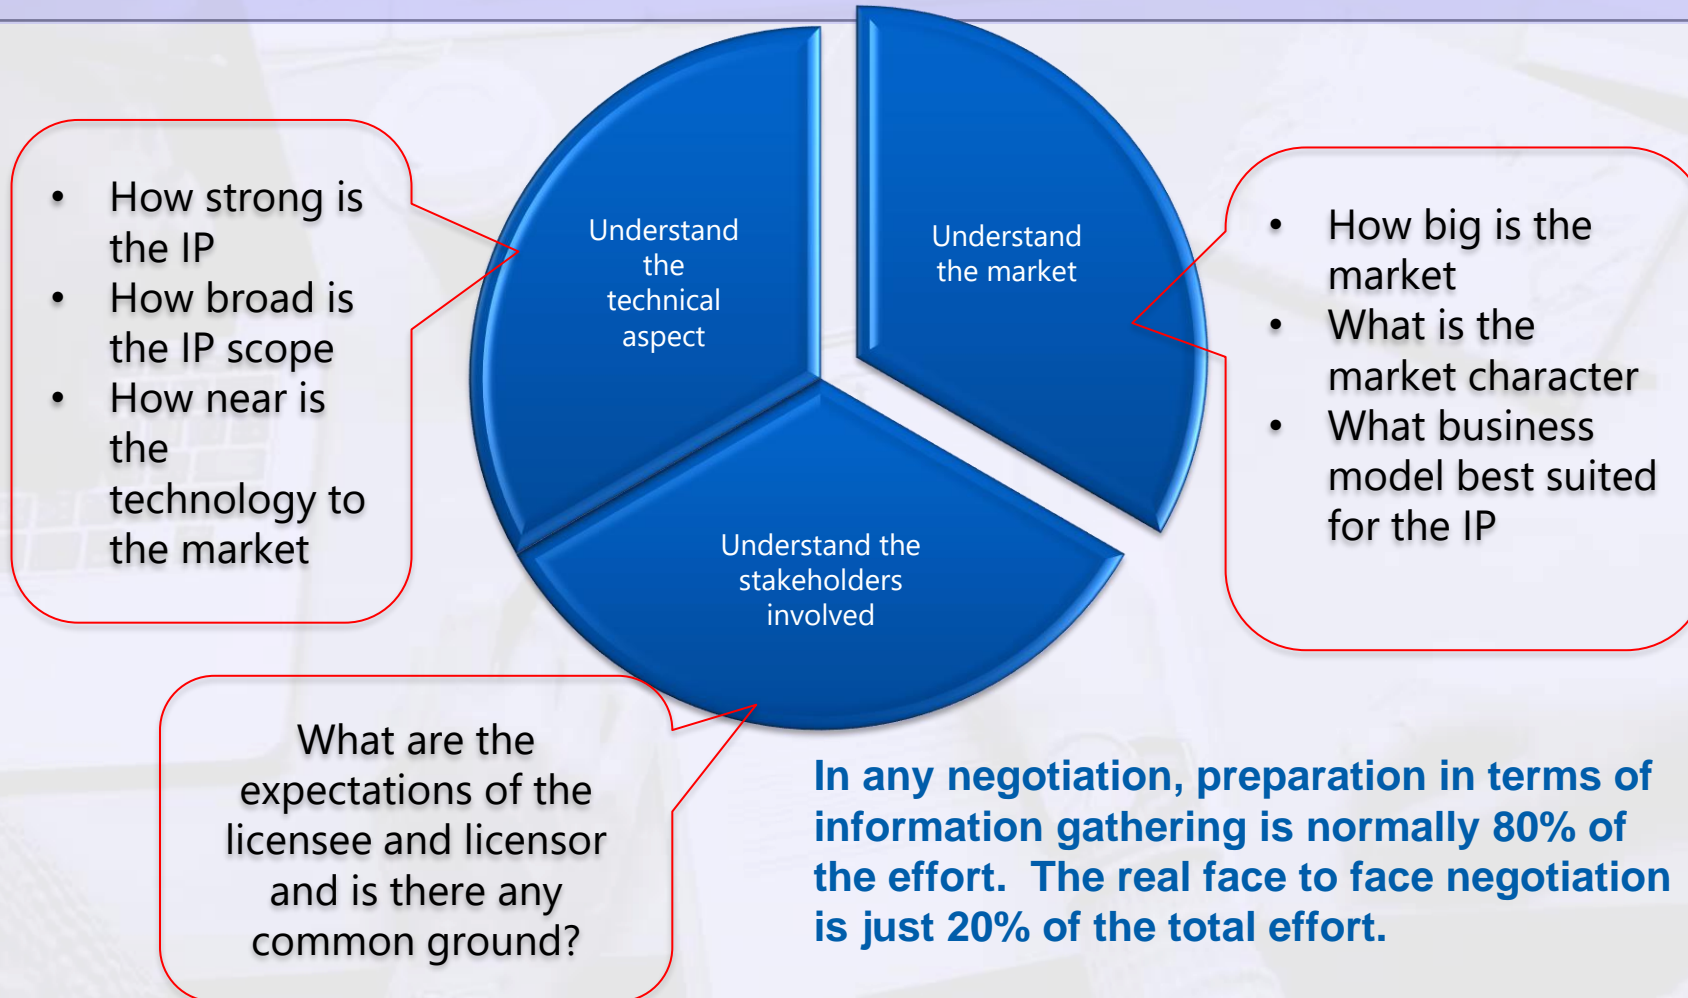 • How strong is
the IP
• How broad is
the IP scope
• How near is
the
technology to
the market
Understand
the
technical
aspect
Understand
the market
• How big is the
market
• What is the
market character
• What business
model best suited
for the IP
Understand the
stakeholders
involved
What are the
expectations of the
licensee and licensor
and is there any
common ground?
In any negotiation, preparation in terms of
information gathering is normally 80% of
the effort.  The real face to face negotiation
is just 20% of the total effort.